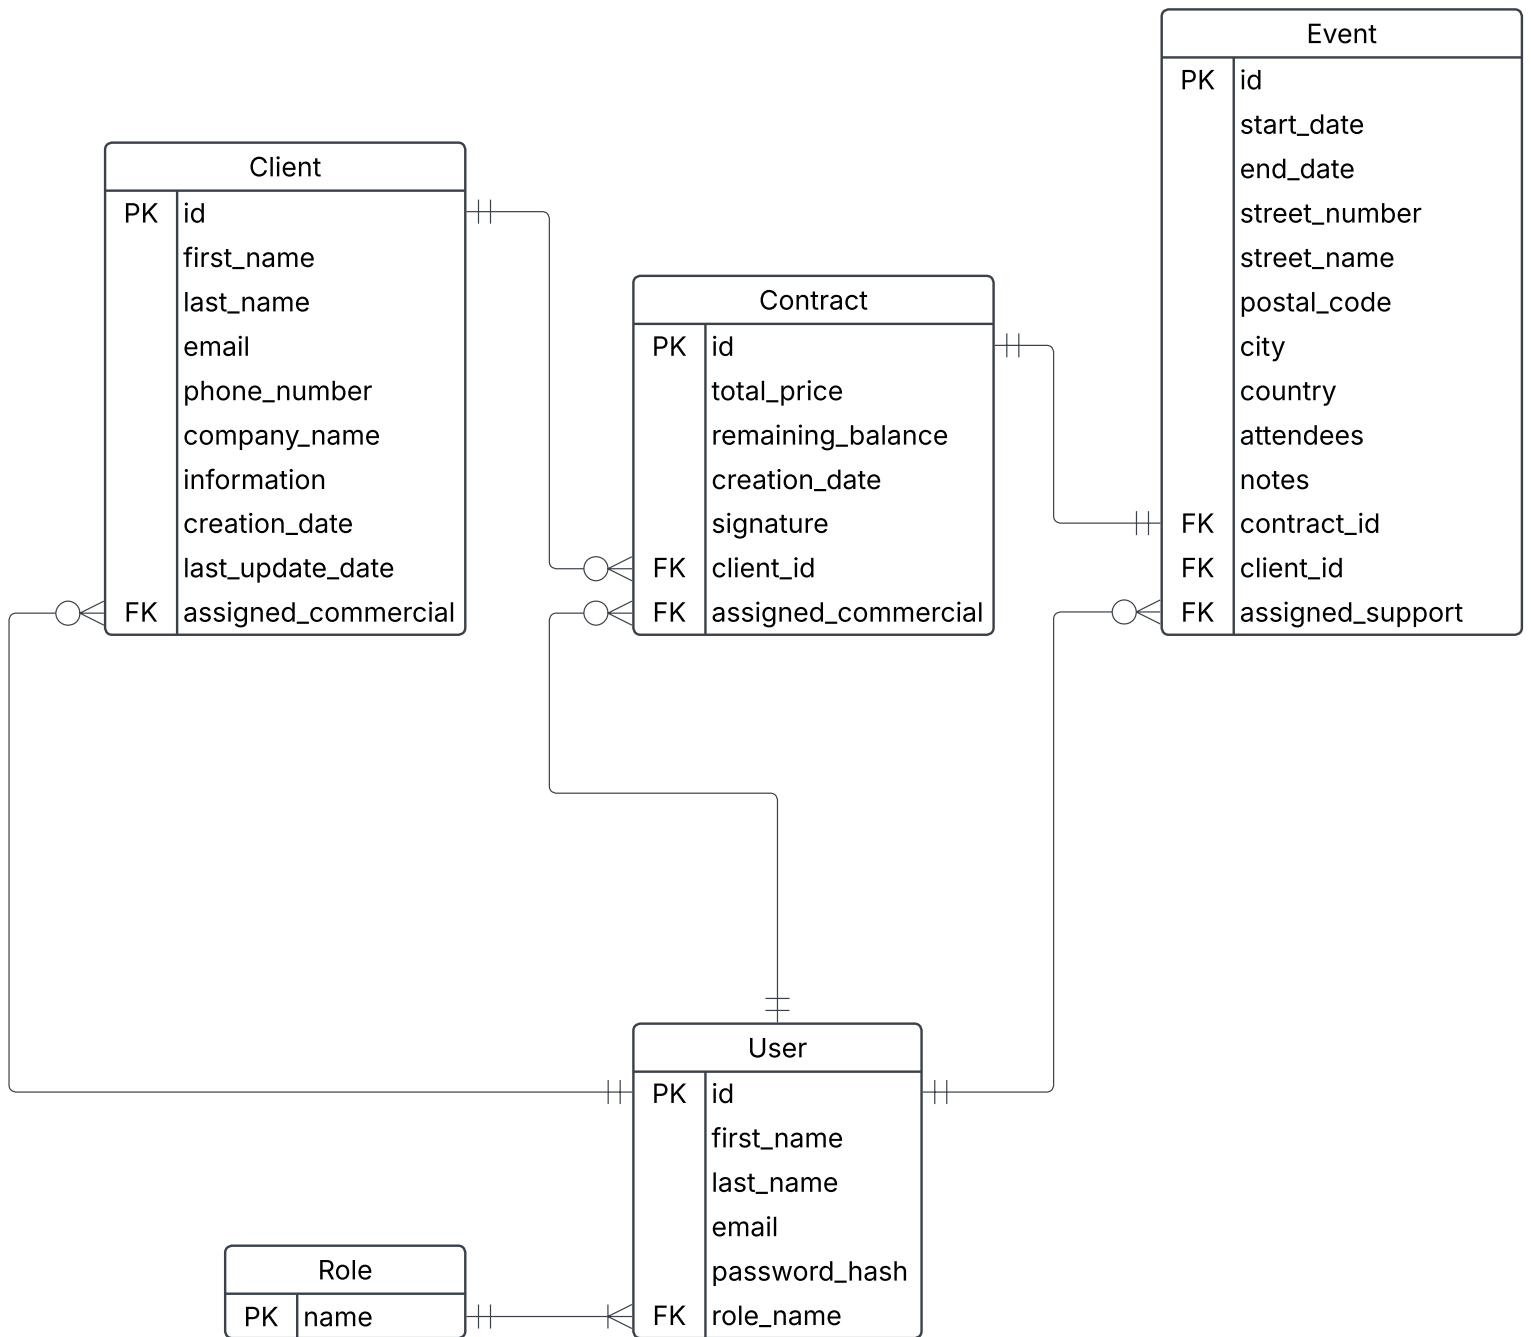 Client
PK id
first_name
last_name
email
phone_number
company_name
information
creation_date
last_update_date
FK assigned_commercial
Contract
PK id
total_price
remaining_balance
creation_date
signature
FK client_id
FK assigned_commercial
Event
PK id
start_date
end_date
street_number
street_name
postal_code
city
country
attendees
notes
FK contract_id
FK client_id
FK assigned_support
User
PK id
first_name
last_name
email
password_hash
FK role_name
Role
PK name